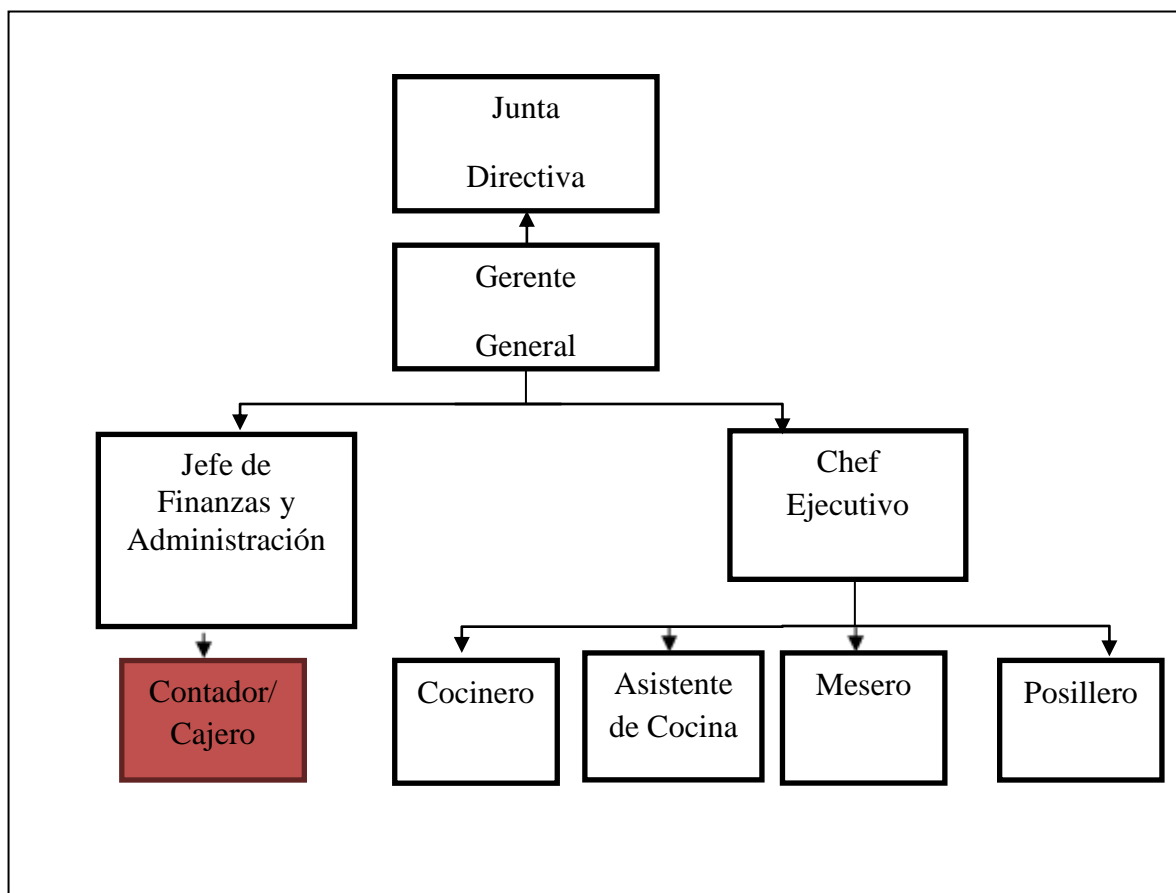 Junta
Directiva
Gerente
General
Jefe de
Finanzas y
Administración
Chef
Ejecutivo
Contador/
Cajero
Cocinero
Asistente
de Cocina
Mesero
Posillero